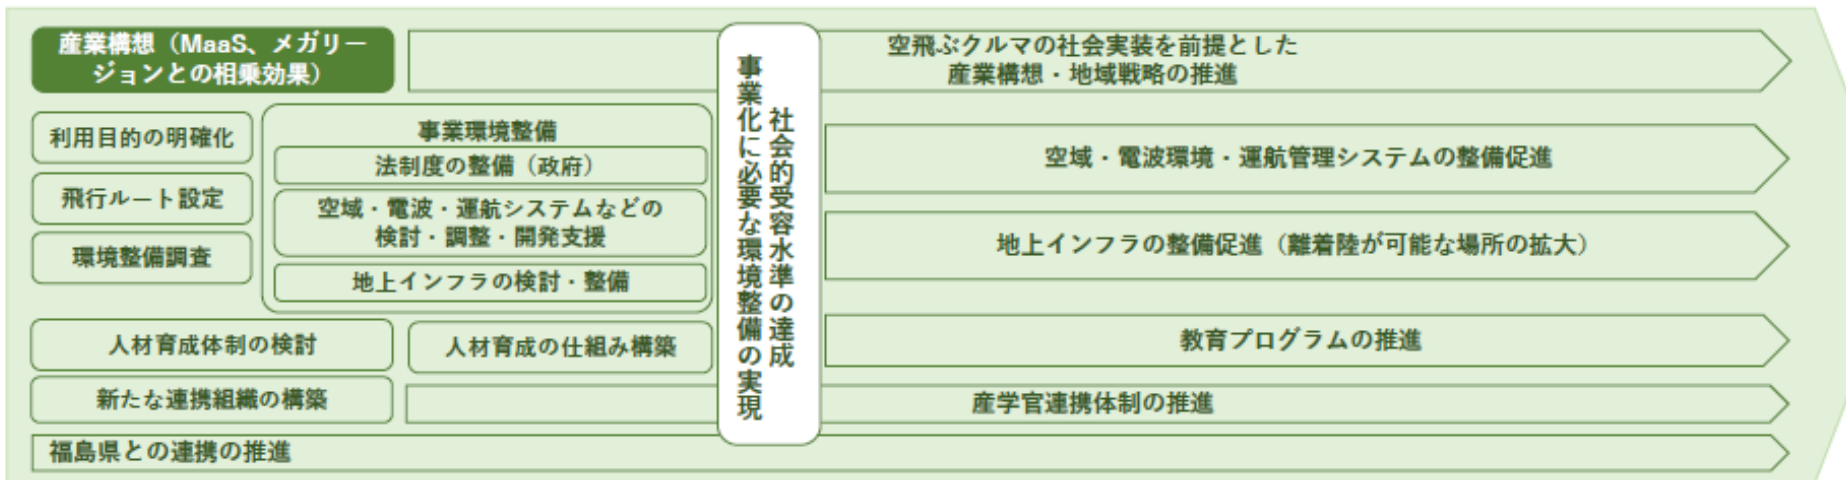 産業構想（MaaS、メガリー
ジョンとの相乗効果）
空飛ぶクルマの社会実装を前提とした
産業構想・地域戦略の推進
利用目的の明確化
飛行ルート設定
環境整備調査
事業環境整備
法制度の整備（政府）
空域・電波・運航システムなどの
検討・調整・開発支援
地上インフラの検討・整備
社会的受容水準の達成
事業化に必要な環境整備の実現
空域・電波環境・運航管理システムの整備促進
地上インフラの整備促進（離着陸が可能な場所の拡大）
人材育成体制の検討
人材育成の仕組み構築
教育プログラムの推進
新たな連携組織の構築
産学官連携体制の推進
福島県との連携の推進